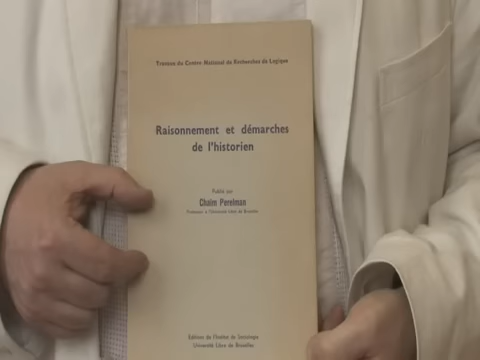 Travaux du Centre National de Recherches de Logique
Raisonnement et démarches
de l'historien
Publié par
Chaïm Perelman
Professeur à l'Université Libre de Bruxelles
Editions de l'Institut de Sociologie
Université Libre de Bruxelles